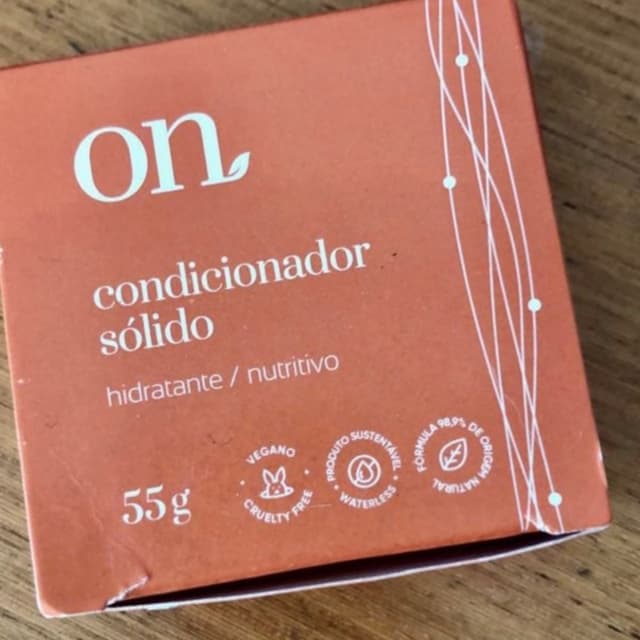 on
condicionador
sólido
hidratante / nutritivo
55g
VEGANO
CRUELTY FREE
PRODUTO SUSTENTÁVEL
WATERLESS
FÓRMULA 98,9% DE ORIGEM NATURAL